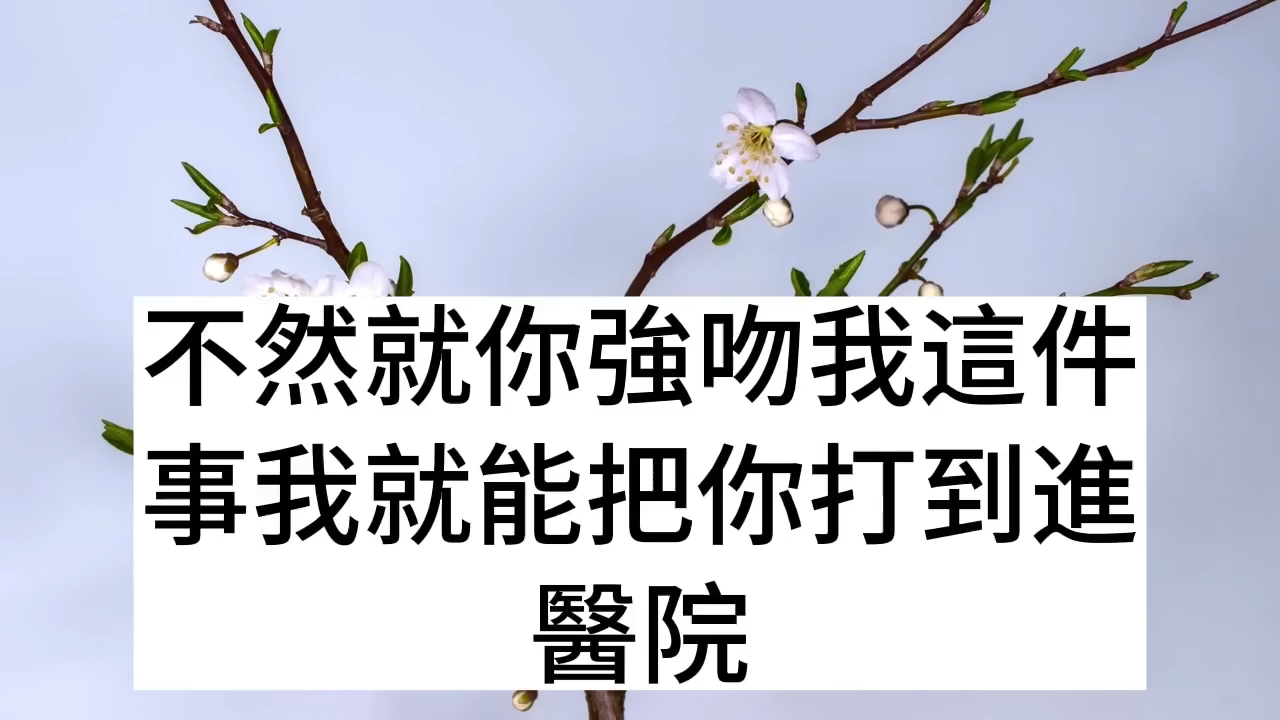 不然就你強吻我這件
事我就能把你打到進
醫院